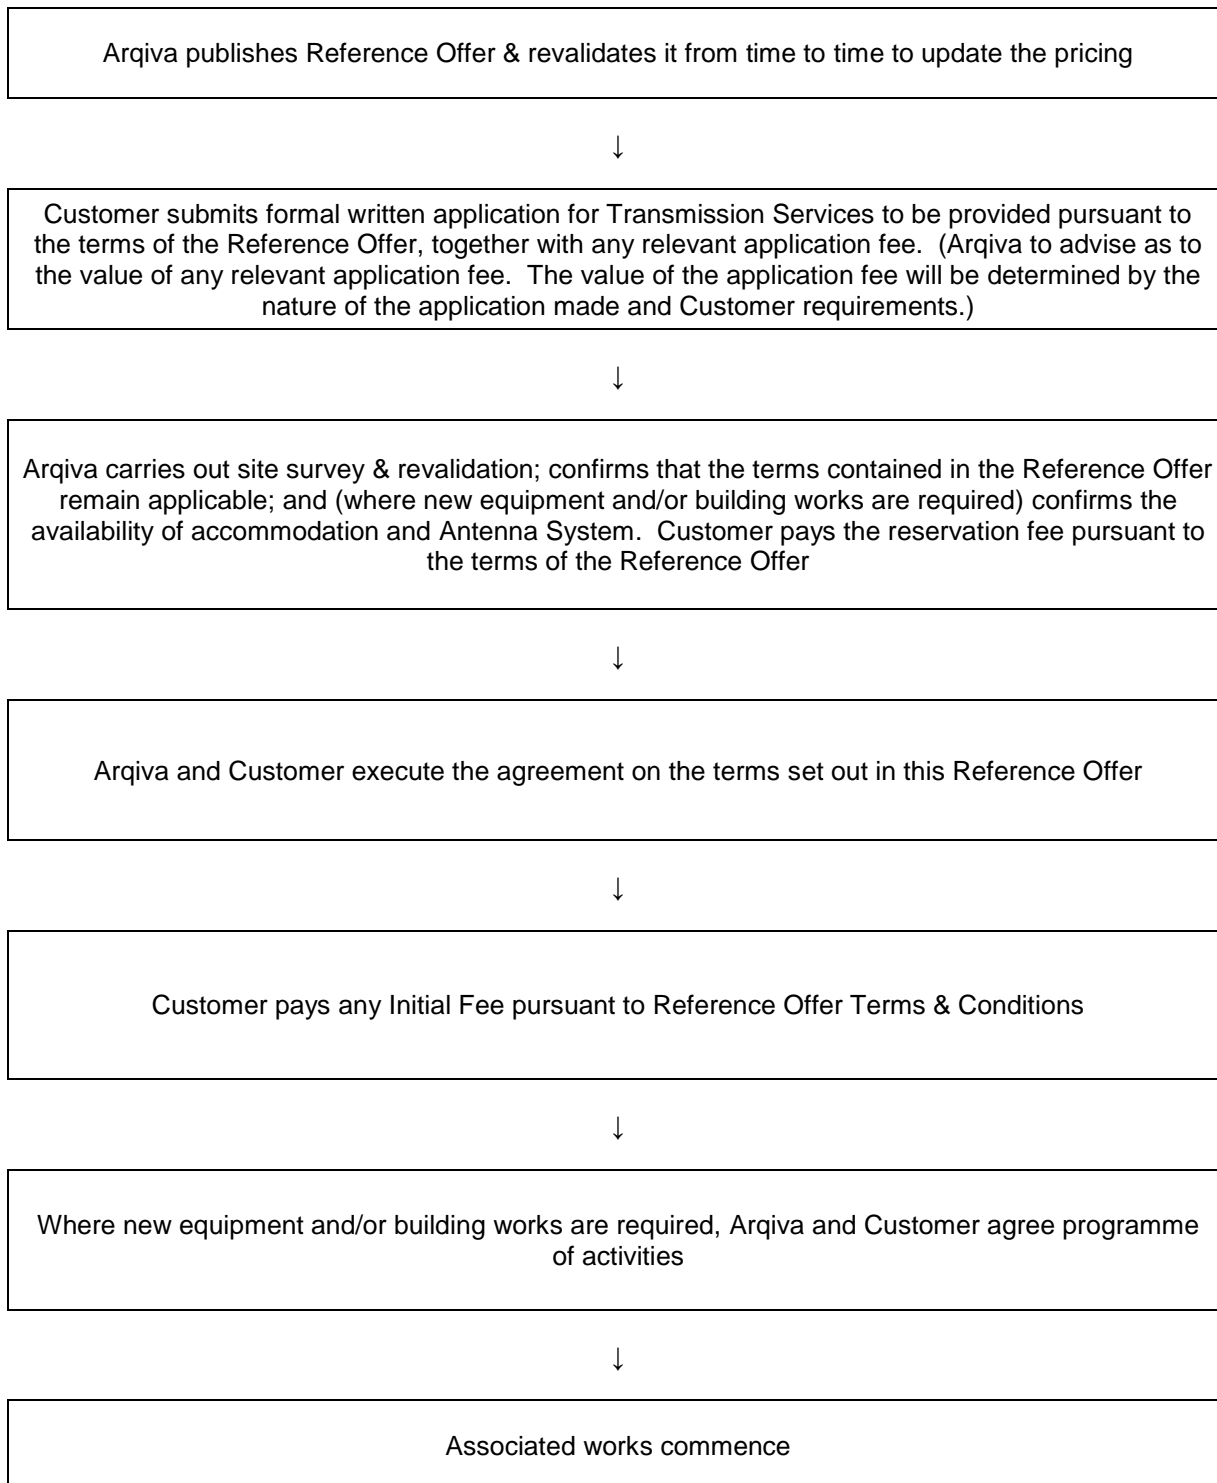 Arqiva publishes Reference Offer & revalidates it from time to time to update the pricing
↓
Customer submits formal written application for Transmission Services to be provided pursuant to
the terms of the Reference Offer, together with any relevant application fee.  (Arqiva to advise as to
the value of any relevant application fee.  The value of the application fee will be determined by the
nature of the application made and Customer requirements.)
↓
Arqiva carries out site survey & revalidation; confirms that the terms contained in the Reference Offer
remain applicable; and (where new equipment and/or building works are required) confirms the
availability of accommodation and Antenna System.  Customer pays the reservation fee pursuant to
the terms of the Reference Offer
↓
Arqiva and Customer execute the agreement on the terms set out in this Reference Offer
↓
Customer pays any Initial Fee pursuant to Reference Offer Terms & Conditions
↓
Where new equipment and/or building works are required, Arqiva and Customer agree programme
of activities
↓
Associated works commence